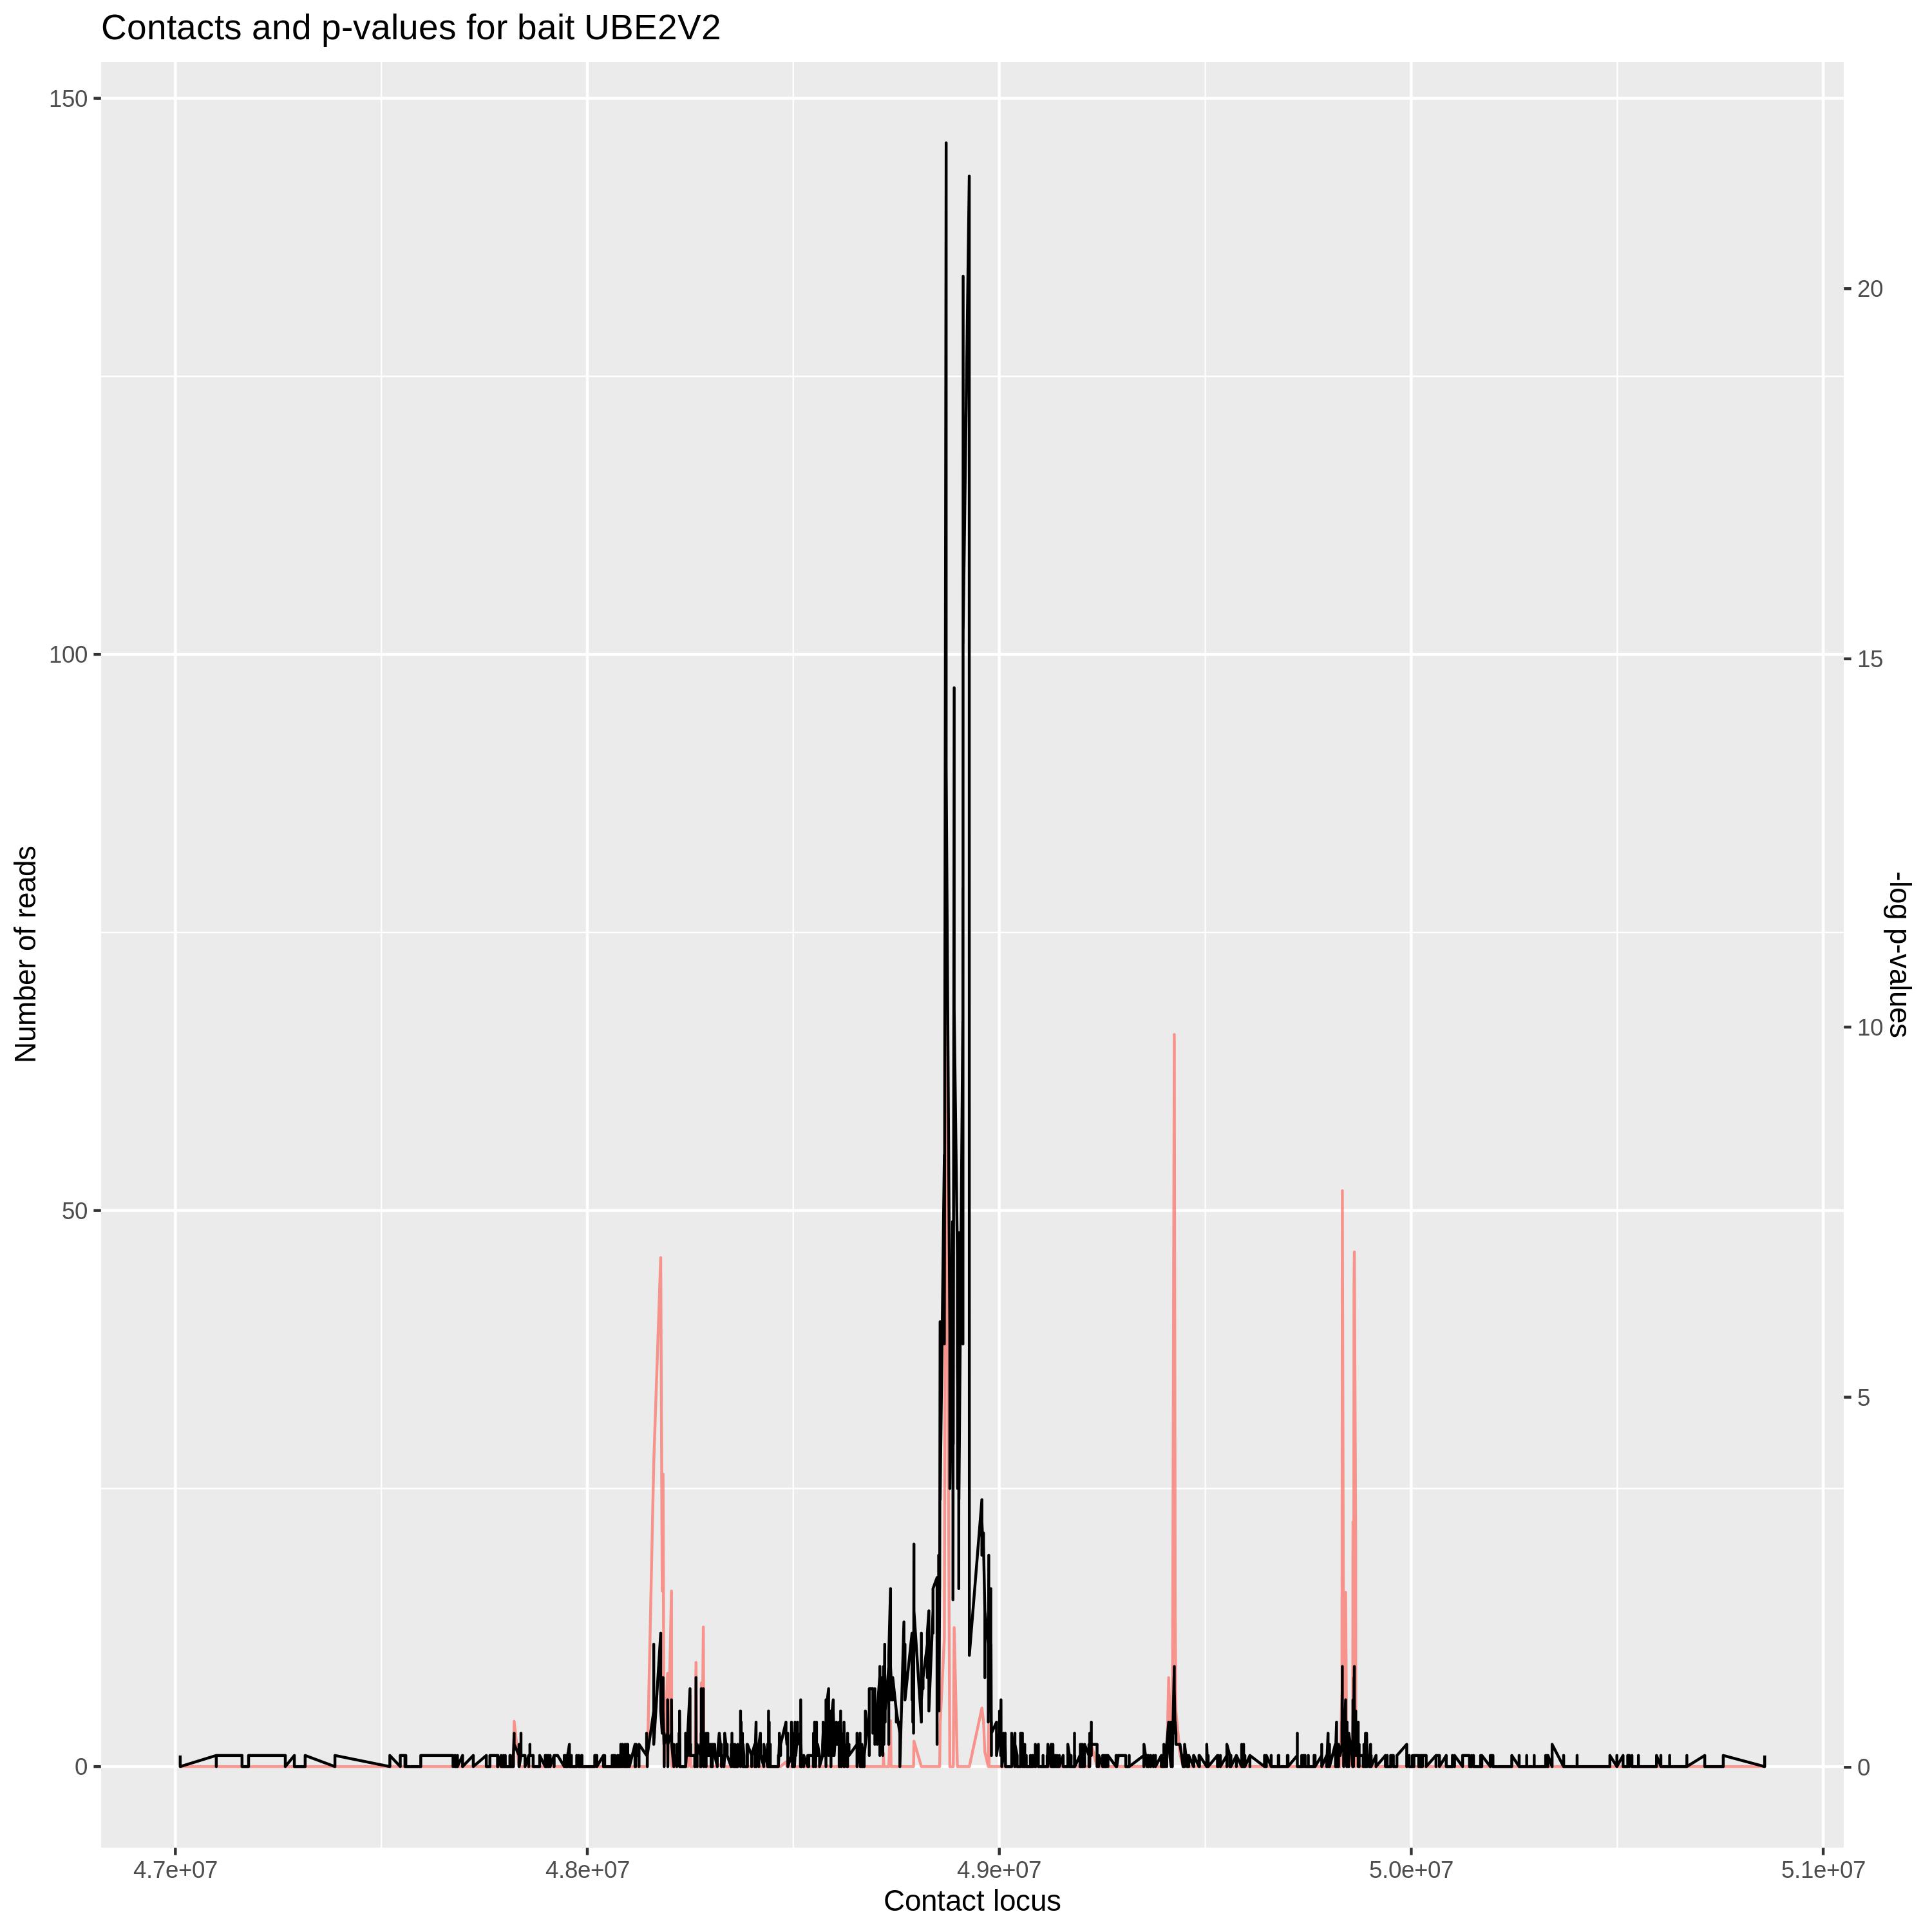 Contacts and p-values for bait UBE2V2
150
100
50
0
Number of reads
20
15
10
5
0
-log p-values
4.7e+07
4.8e+07
4.9e+07
5.0e+07
5.1e+07
Contact locus